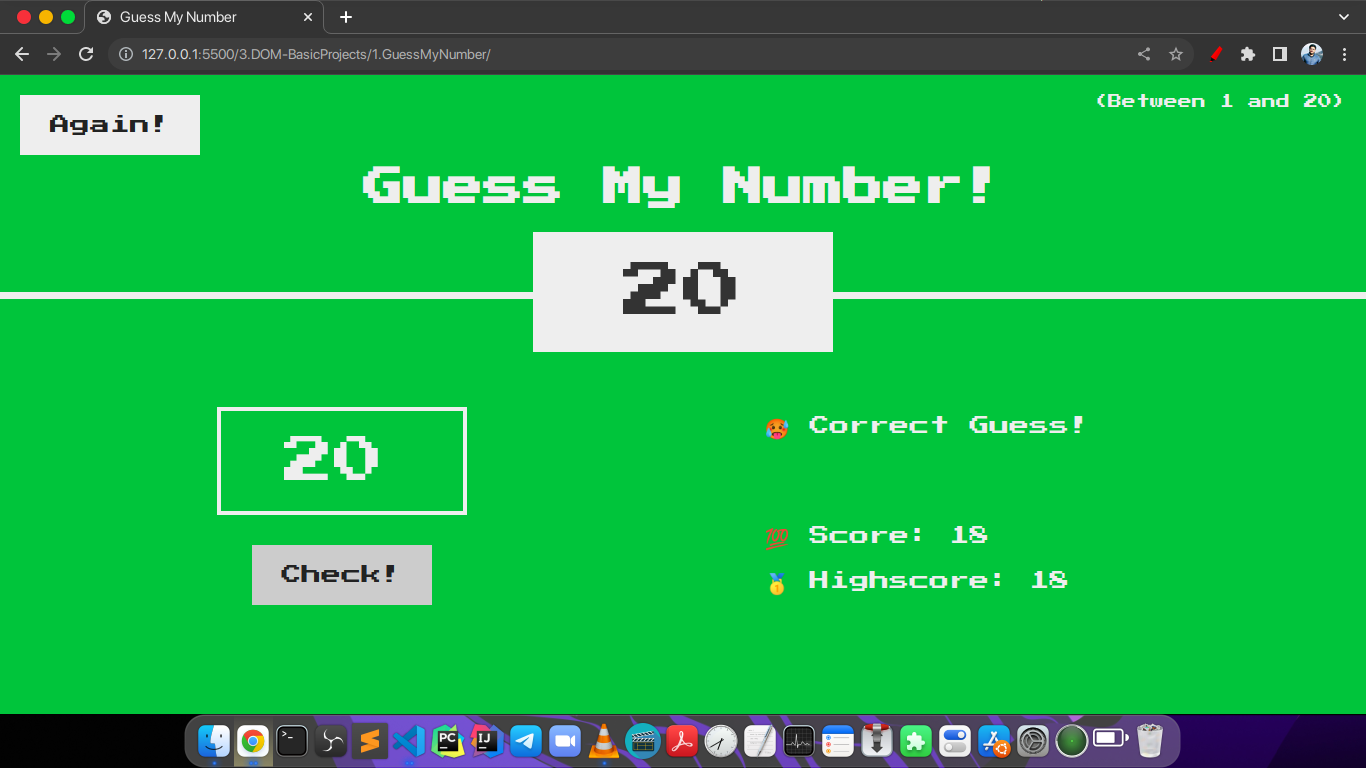 Guess My Number
127.0.0.1:5500/3.DOM-BasicProjects/1.GuessMyNumber/
Again!
(Between 1 and 20)
Guess My Number!
20
20
Check!
🥵 Correct Guess!
💯 Score: 18
🥇 Highscore: 18
PC
IJ